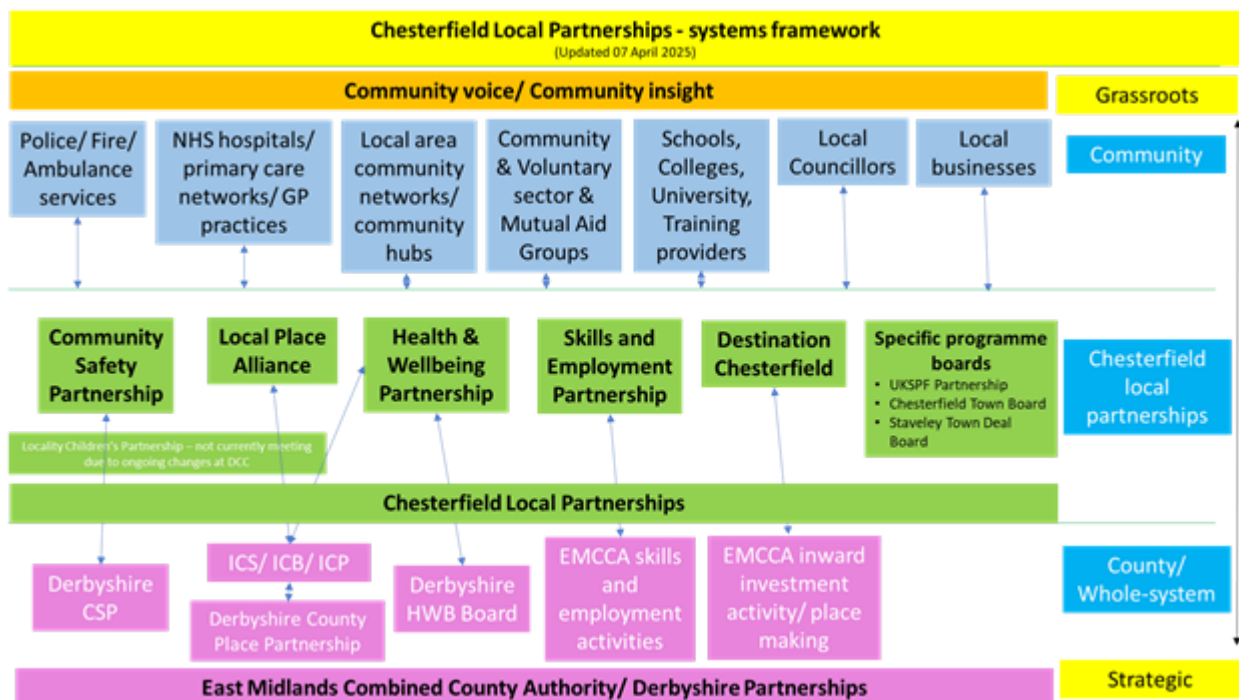 Chesterfield Local Partnerships - systems framework
(Updated 07 April 2025)
Community voice/ Community insight
Grassroots
Police/ Fire/
Ambulance
services
NHS hospitals/
primary care
networks/ GP
practices
Local area
community
networks/
community
hubs
Community
& Voluntary
sector &
Mutual Aid
Groups
Schools,
Colleges,
University,
Training
providers
Local
Councillors
Local
businesses
Community
Community
Safety
Partnership
Local Place
Alliance
Health &
Wellbeing
Partnership
Skills and
Employment
Partnership
Destination
Chesterfield
Specific programme
boards
• UKSPF Partnership
• Chesterfield Town Board
• Staveley Town Deal
Board
Chesterfield
local
partnerships
Locality Children's Partnership – not currently meeting
due to ongoing changes at DCC
Chesterfield Local Partnerships
Derbyshire
CSP
ICS/ ICB/ ICP
Derbyshire County
Place Partnership
Derbyshire
HWB Board
EMCCA skills
and
employment
activities
EMCCA inward
investment
activity/ place
making
County/
Whole-system
East Midlands Combined County Authority/ Derbyshire Partnerships
Strategic